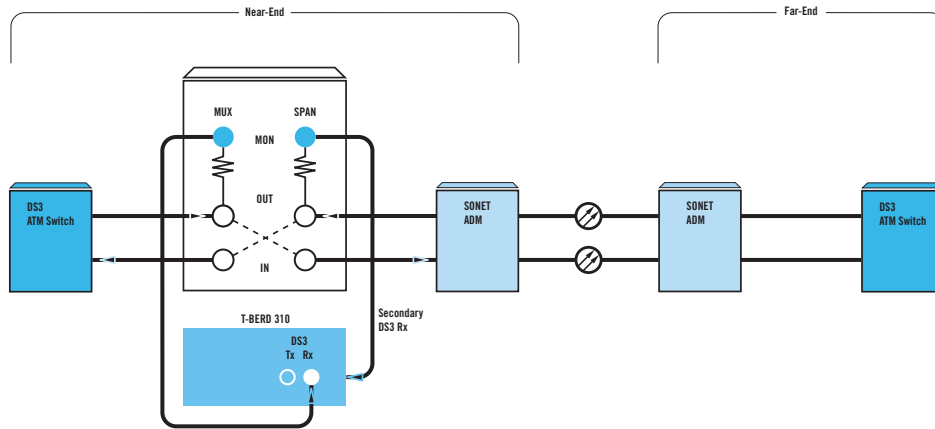 Near-End
Far-End
MUX
SPAN
MON
OUT
IN
DS3
ATM Switch
SONET
ADM
SONET
ADM
DS3
ATM Switch
Secondary
DS3 Rx
T-BERD 310
DS3
Tx Rx